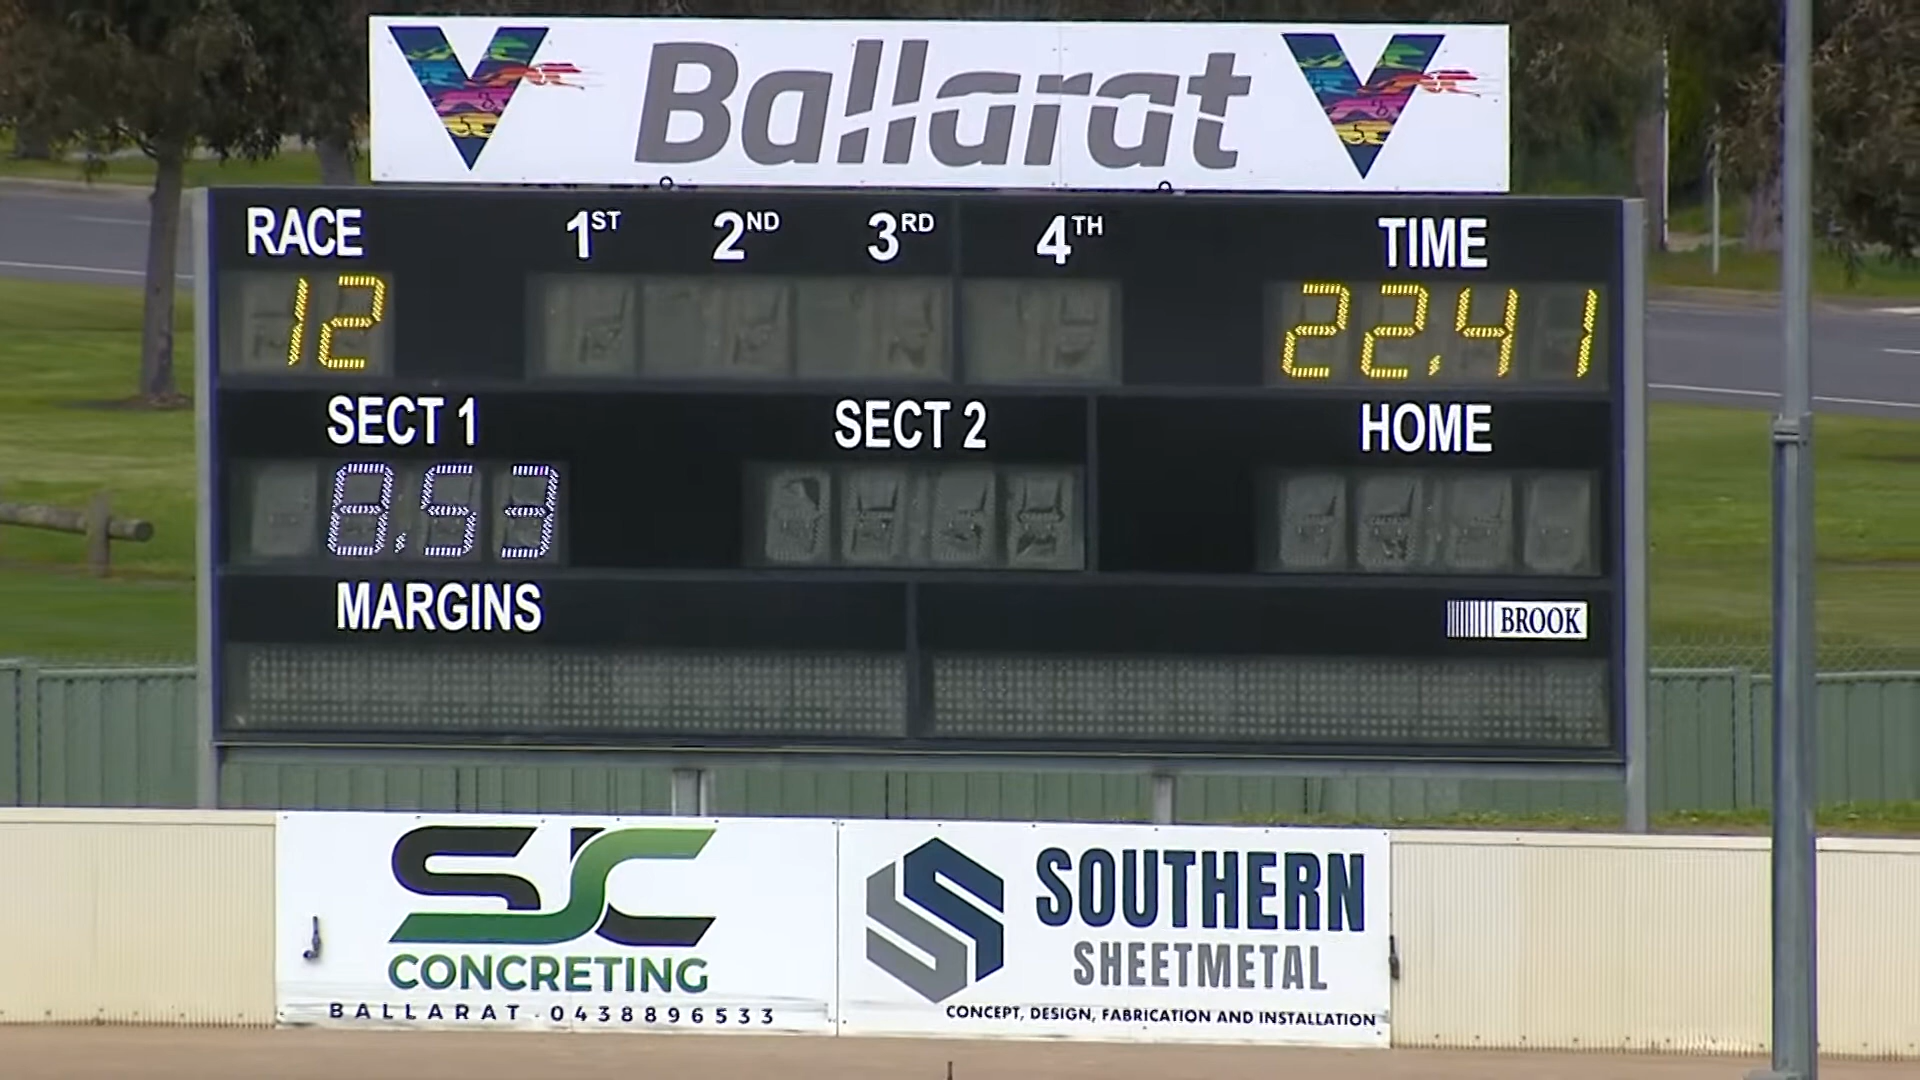 Ballarat
RACE 1ST 2ND 3RD 4TH TIME
12 22.41
SECT 1 SECT 2 HOME
8.53
MARGINS
BROOK
SJC
CONCRETING
BALLARAT 0438896533
SOUTHERN
SHEETMETAL
CONCEPT, DESIGN, FABRICATION AND INSTALLATION